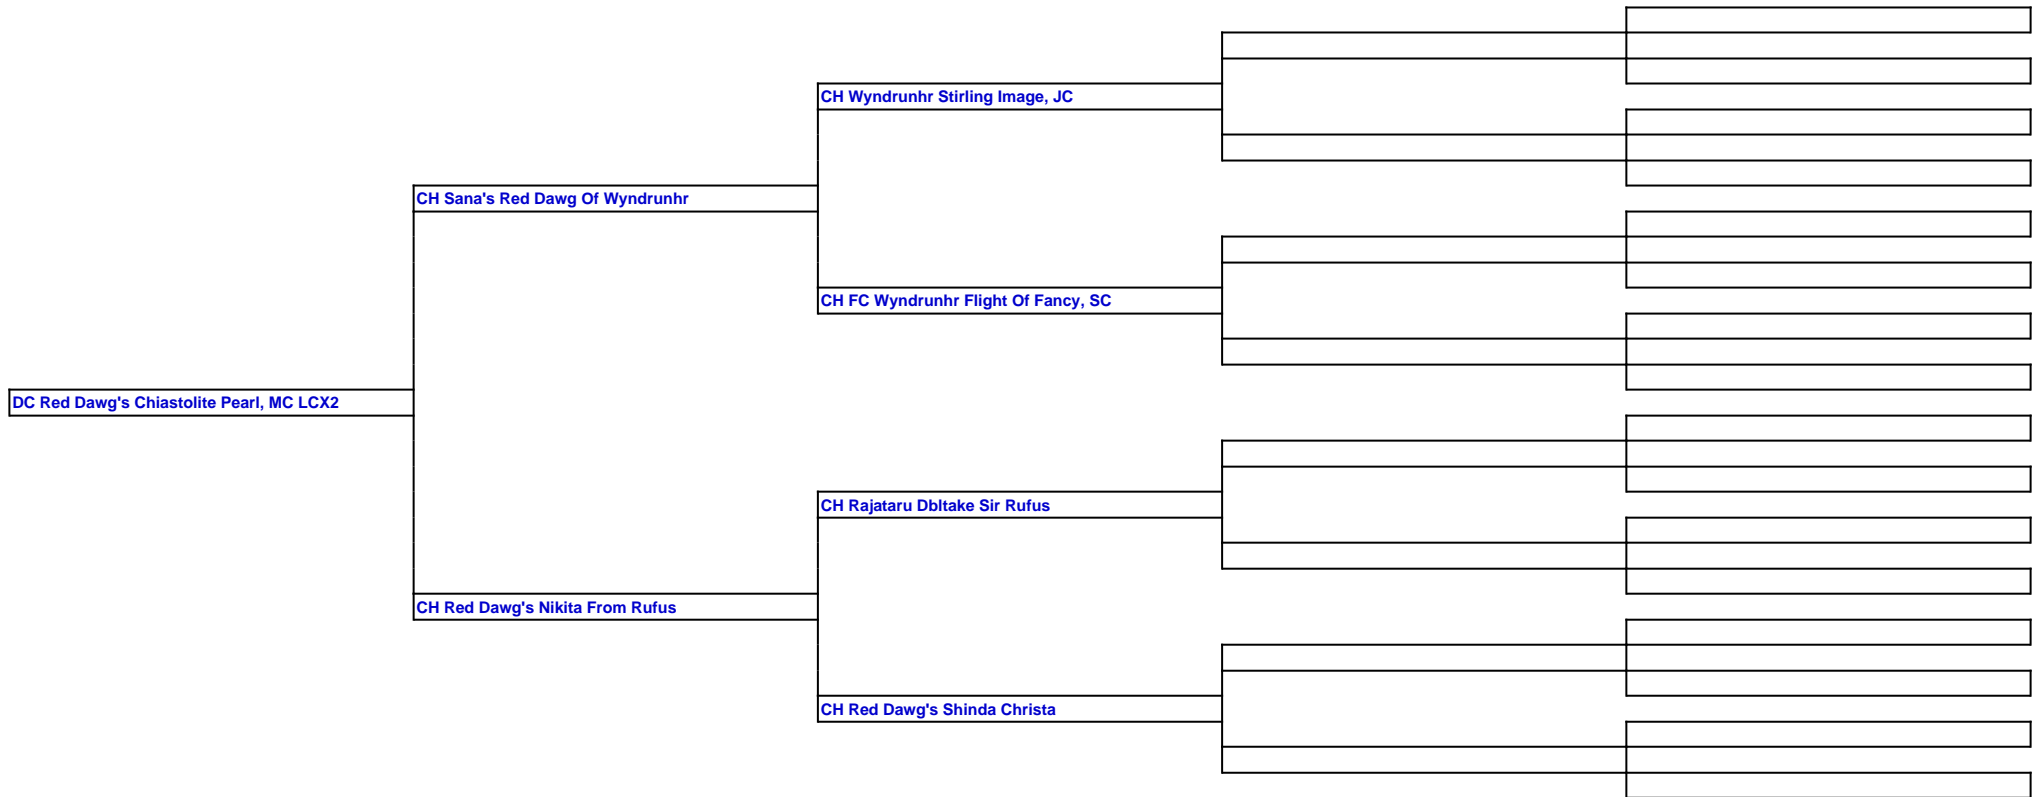 CH Wyndrunhr Stirling Image, JC
CH Sana's Red Dawg Of Wyndrunhr
CH FC Wyndrunhr Flight Of Fancy, SC
DC Red Dawg's Chiastolite Pearl, MC LCX2
CH Rajataru Dbltake Sir Rufus
CH Red Dawg's Nikita From Rufus
CH Red Dawg's Shinda Christa